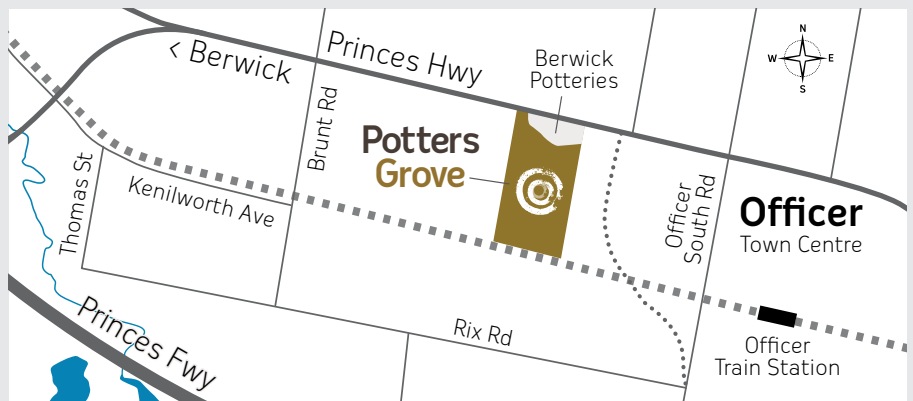 < Berwick
Princes Hwy
Berwick
Potteries
N
W
E
S
Brunt Rd
Potters
Grove
Thomas St
Kenilworth Ave
Officer
South Rd
Officer
Town Centre
Princes Fwy
Rix Rd
Officer
Train Station